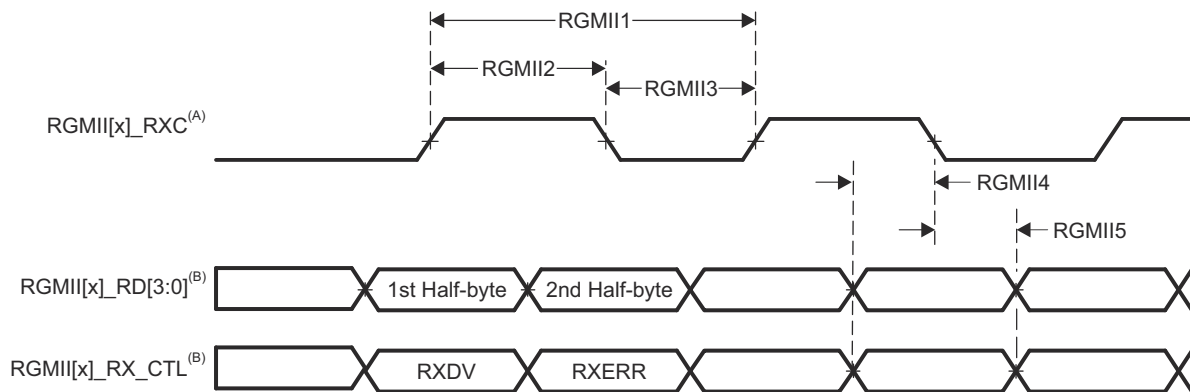 RGMII1
RGMII2
RGMII3
RGMII[x]_RXC(A)
RGMII4
RGMII5
RGMII[x]_RD[3:0](B)
1st Half-byte
2nd Half-byte
RGMII[x]_RX_CTL(B)
RXDV
RXERR